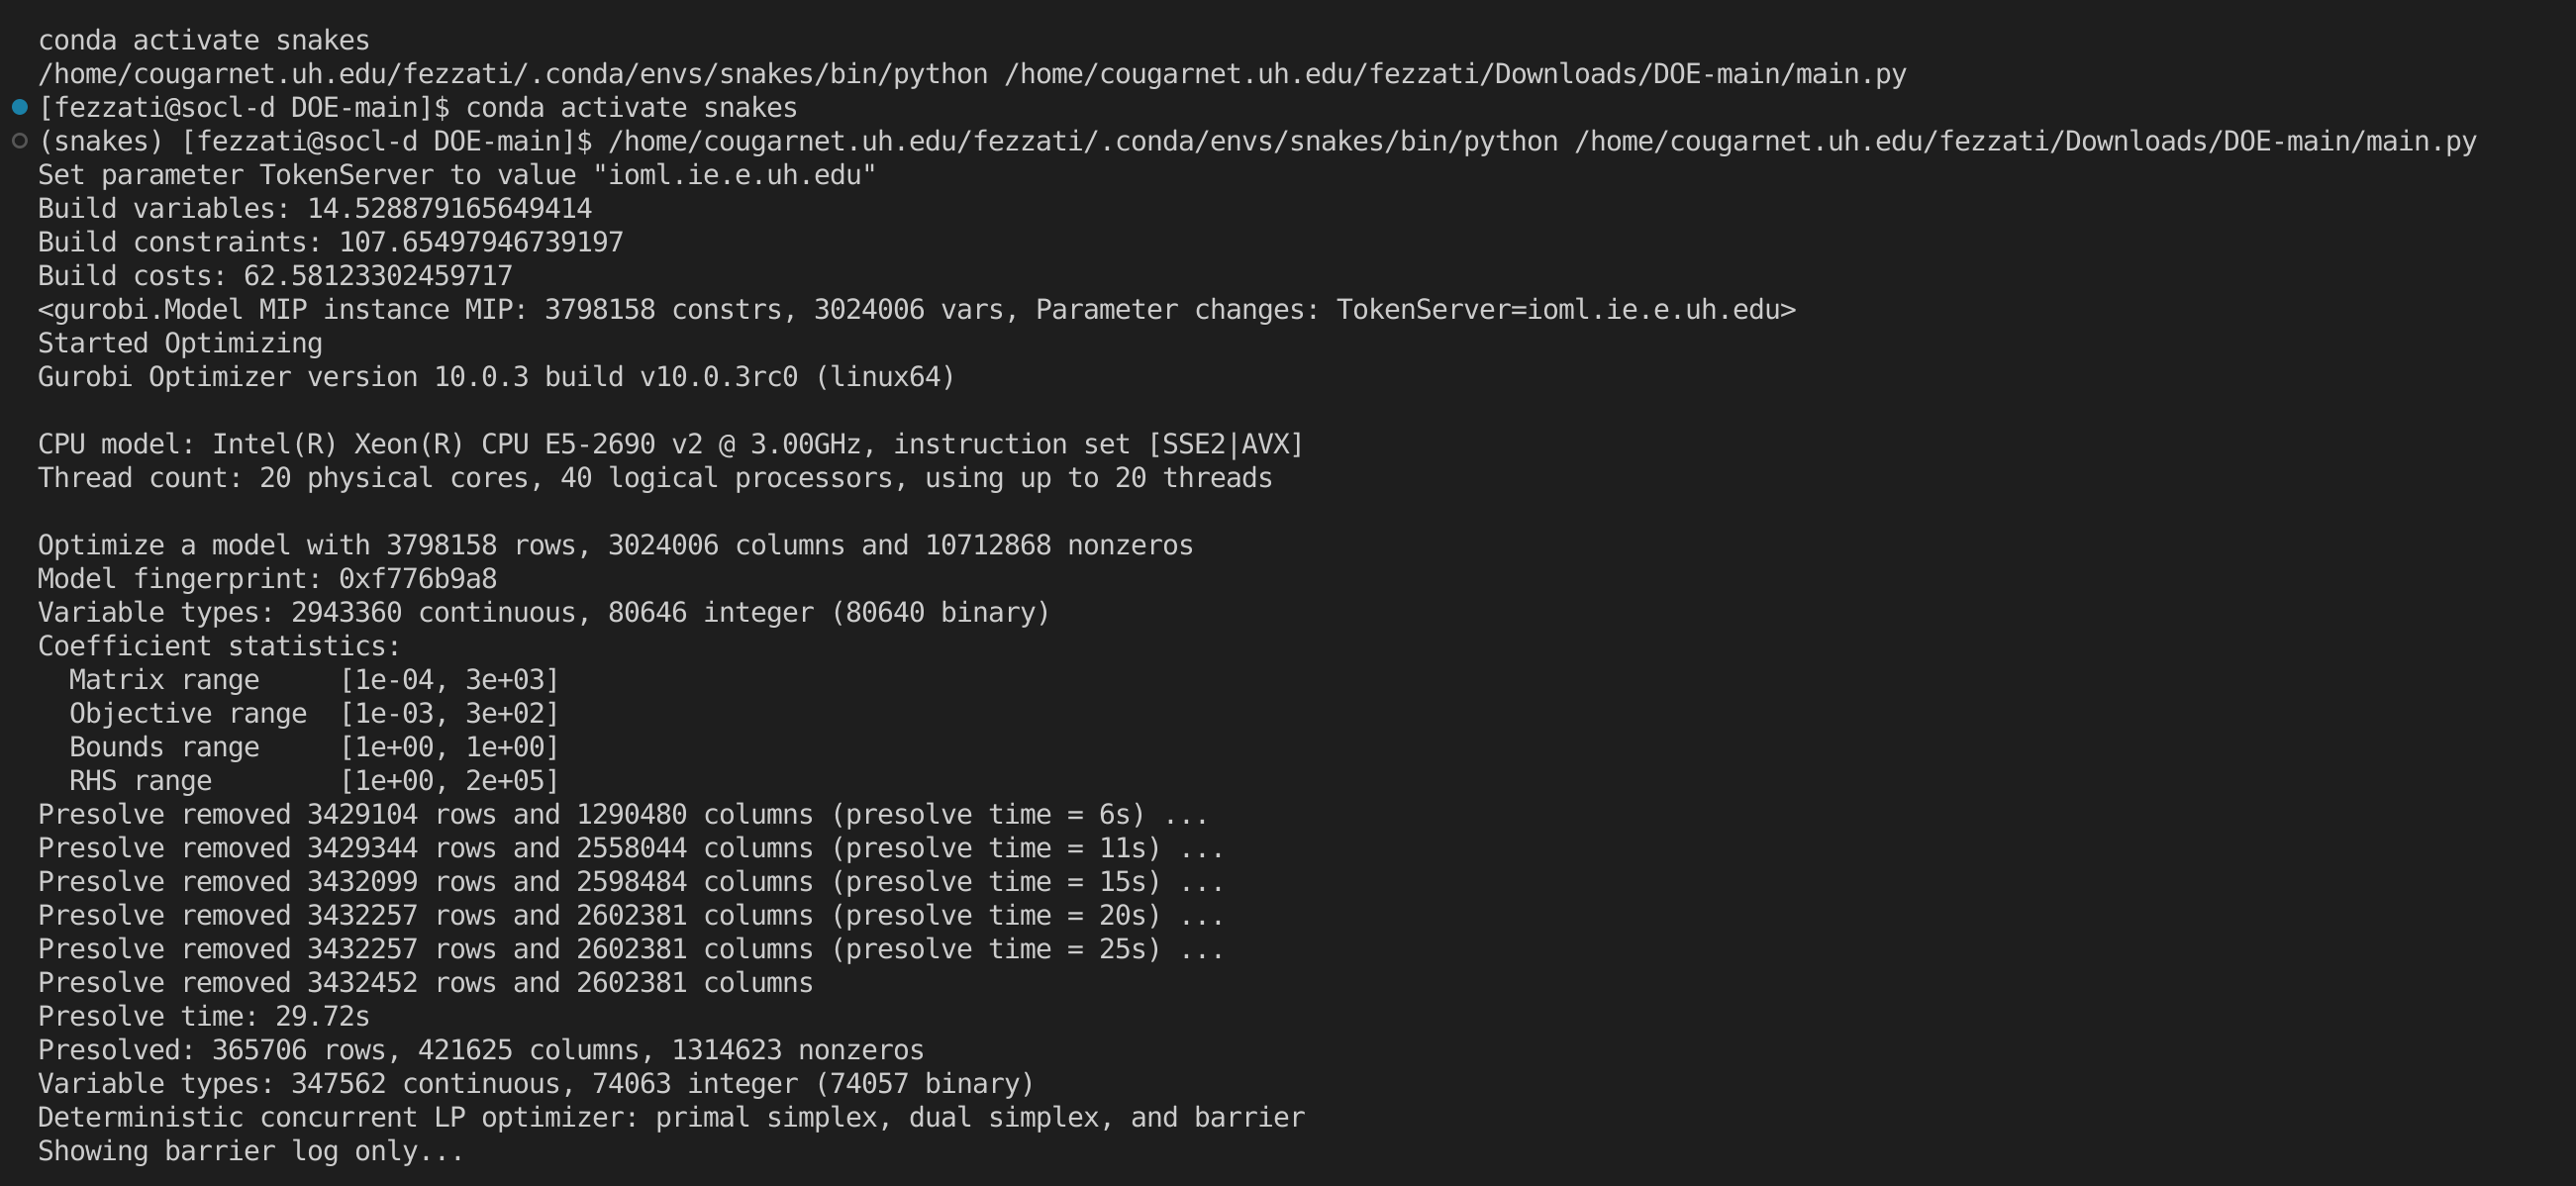 conda activate snakes
/home/cougarnet.uh.edu/fezzati/.conda/envs/snakes/bin/python /home/cougarnet.uh.edu/fezzati/Downloads/DOE-main/main.py
[fezzati@socl-d DOE-main]$ conda activate snakes
(snakes) [fezzati@socl-d DOE-main]$ /home/cougarnet.uh.edu/fezzati/.conda/envs/snakes/bin/python /home/cougarnet.uh.edu/fezzati/Downloads/DOE-main/main.py
Set parameter TokenServer to value "ioml.ie.e.uh.edu"
Build variables: 14.528879165649414
Build constraints: 107.65497946739197
Build costs: 62.58123302459717
<gurobi.Model MIP instance MIP: 3798158 constrs, 3024006 vars, Parameter changes: TokenServer=ioml.ie.e.uh.edu>
Started Optimizing
Gurobi Optimizer version 10.0.3 build v10.0.3rc0 (linux64)
CPU model: Intel(R) Xeon(R) CPU E5-2690 v2 @ 3.00GHz, instruction set [SSE2|AVX]
Thread count: 20 physical cores, 40 logical processors, using up to 20 threads
Optimize a model with 3798158 rows, 3024006 columns and 10712868 nonzeros
Model fingerprint: 0xf776b9a8
Variable types: 2943360 continuous, 80646 integer (80640 binary)
Coefficient statistics:
  Matrix range     [1e-04, 3e+03]
  Objective range  [1e-03, 3e+02]
  Bounds range     [1e+00, 1e+00]
  RHS range        [1e+00, 2e+05]
Presolve removed 3429104 rows and 1290480 columns (presolve time = 6s) ...
Presolve removed 3429344 rows and 2558044 columns (presolve time = 11s) ...
Presolve removed 3432099 rows and 2598484 columns (presolve time = 15s) ...
Presolve removed 3432257 rows and 2602381 columns (presolve time = 20s) ...
Presolve removed 3432257 rows and 2602381 columns (presolve time = 25s) ...
Presolve removed 3432452 rows and 2602381 columns
Presolve time: 29.72s
Presolved: 365706 rows, 421625 columns, 1314623 nonzeros
Variable types: 347562 continuous, 74063 integer (74057 binary)
Deterministic concurrent LP optimizer: primal simplex, dual simplex, and barrier
Showing barrier log only...